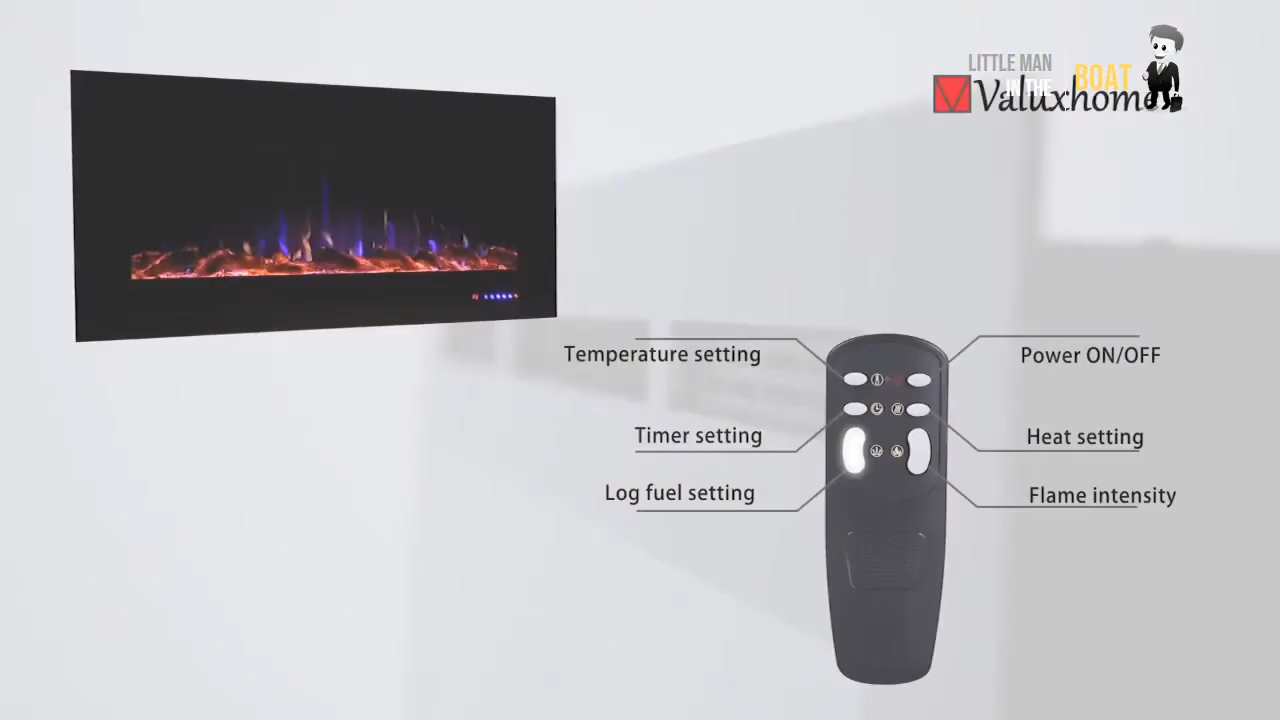 LITTLE MAN
IN THE
BOAT
Valuxhome
Temperature setting
Power ON/OFF
Timer setting
Heat setting
Log fuel setting
Flame intensity